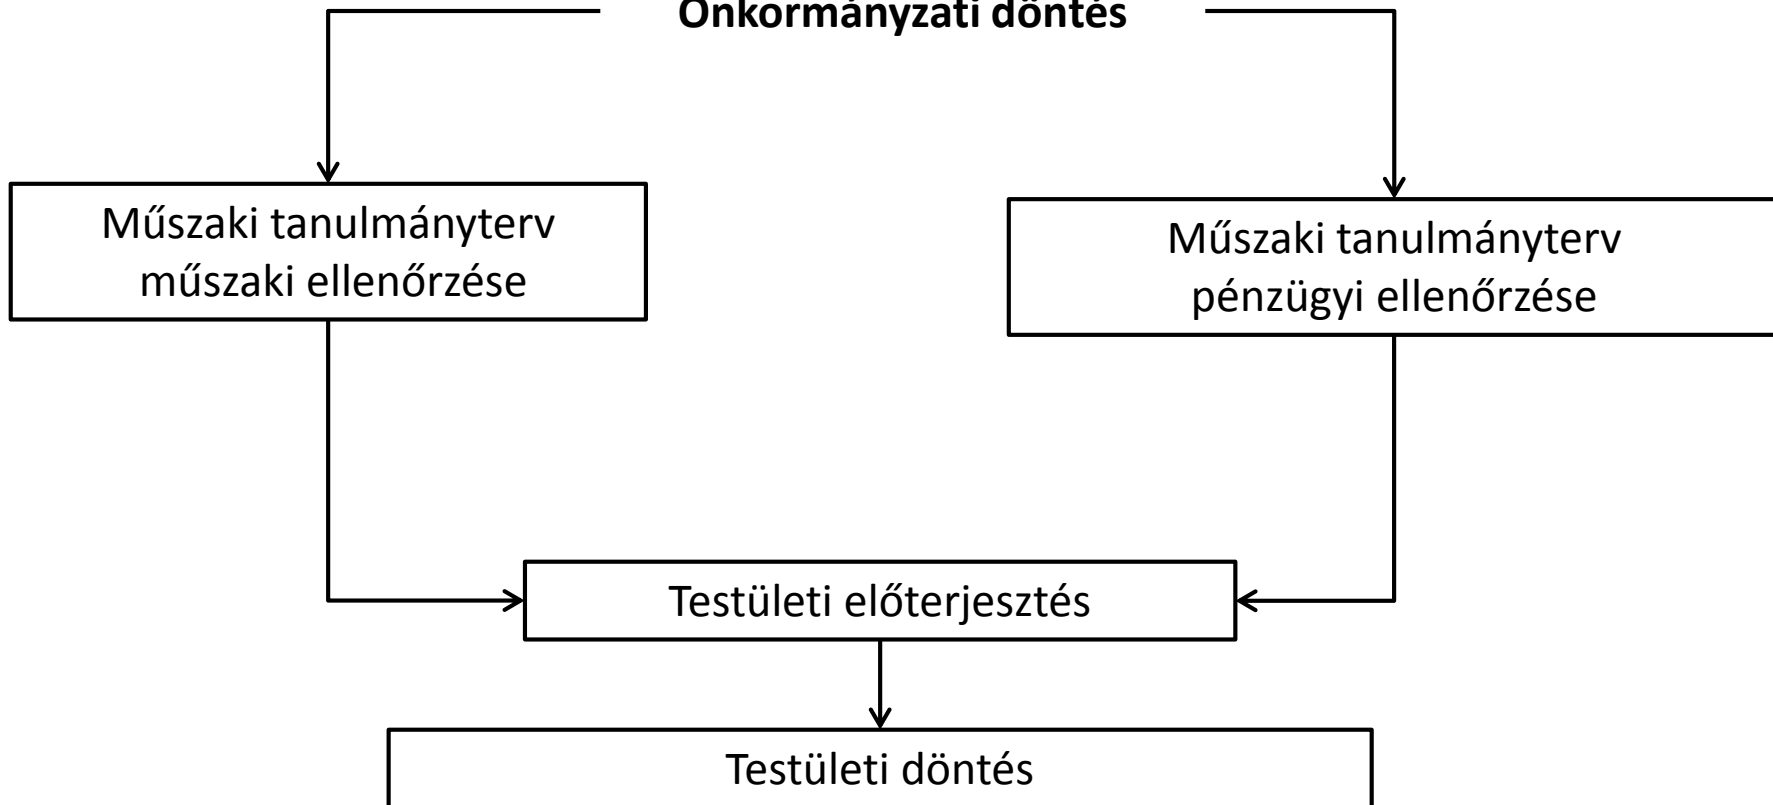 Önkormányzati döntés
Műszaki tanulmányterv
műszaki ellenőrzése
Műszaki tanulmányterv
pénzügyi ellenőrzése
Testületi előterjesztés
Testületi döntés